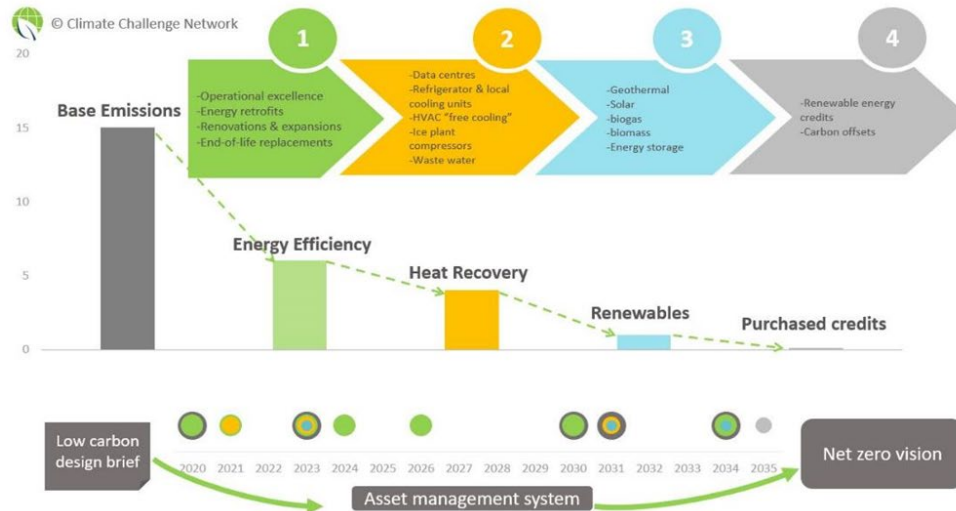 © Climate Challenge Network
1
2
3
4
20
15
10
5
0
-Operational excellence
-Energy retrofits
-Renovations & expansions
-End-of-life replacements
-Data centres
-Refrigerator & local
cooling units
-HVAC “free cooling”
-Ice plant
compressors
-Waste water
-Geothermal
-Solar
-biogas
-biomass
-Energy storage
-Renewable energy
credits
-Carbon offsets
Base Emissions
Energy Efficiency
Heat Recovery
Renewables
Purchased credits
Low carbon
design brief
2020 2021 2022 2023 2024 2025 2026 2027 2028 2029 2030 2031 2032 2033 2034 2035
Net zero vision
Asset management system